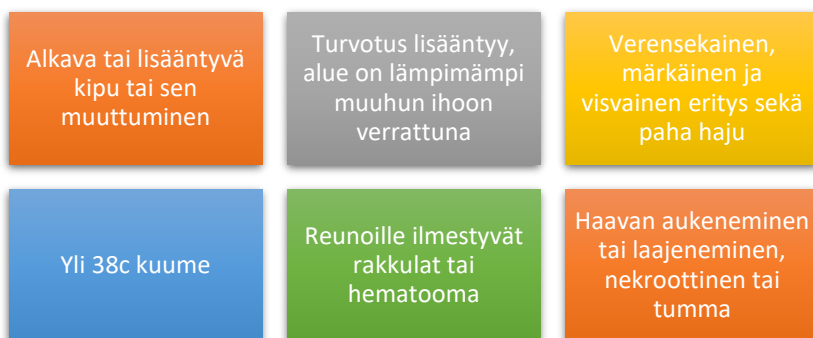 Alkava tai lisääntyvä
kipu tai sen
muuttuminen
Turvotus lisääntyy,
alue on lämpimämpi
muuhun ihoon
verrattuna
Verensekainen,
märkäinen ja
visvainen eritys sekä
paha haju
Yli 38c kuume
Reunoille ilmestyvät
rakkulat tai
hematooma
Haavan aukeneminen
tai laajeneminen,
nekroottinen tai
tumma